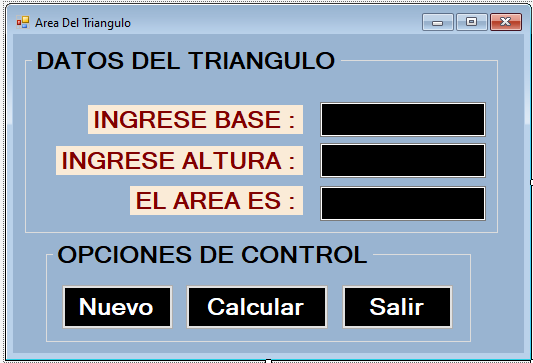 Area Del Triangulo
DATOS DEL TRIANGULO
INGRESE BASE :
INGRESE ALTURA :
EL AREA ES :
OPCIONES DE CONTROL
Nuevo Calcular Salir